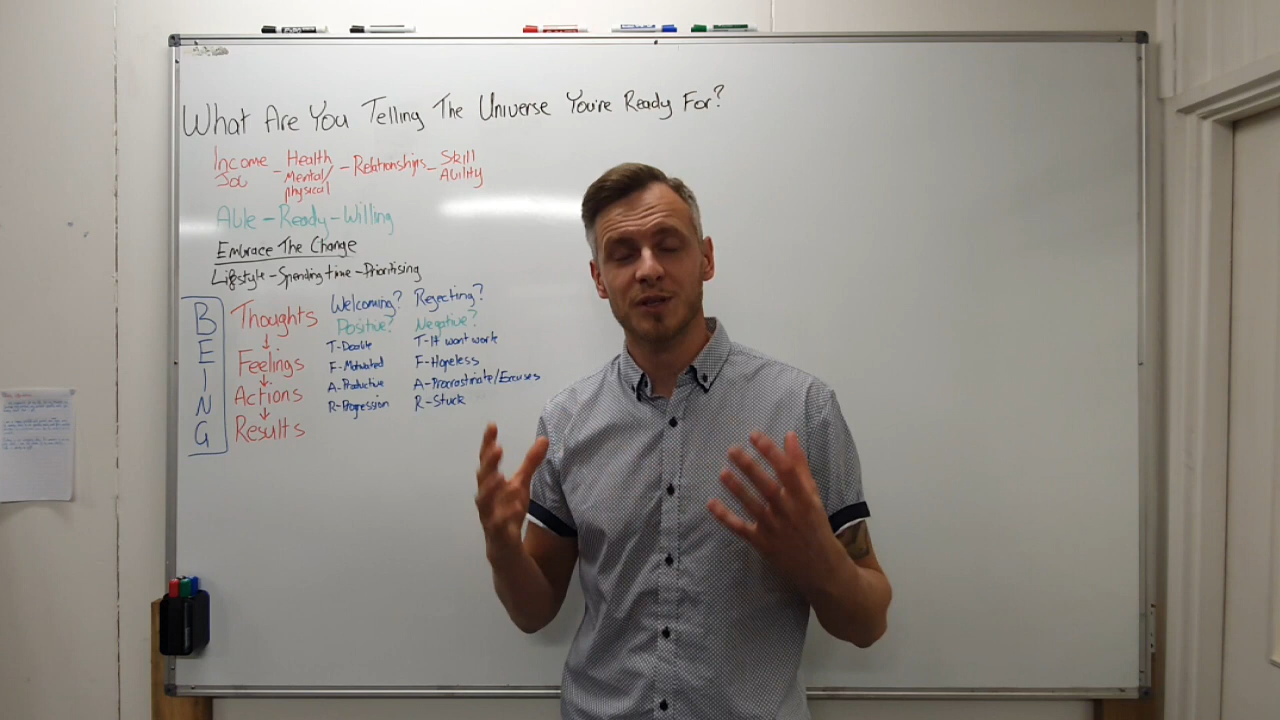 What Are You Telling The Universe You're Ready For?
Income Job - Health Mental/ physical - Relationships - Skill Ability
Able - Ready - Willing
Embrace The Change
Lifestyle - Spending time - Prioritising
BEING
Thoughts Welcoming? Rejecting?
Positive? Negative?
T-Doable T-It wont work
Feelings F-Motivated F-Hopeless
Actions A-Productive A-Procrastinate/Excuses
R-Progression R-Stuck
Results